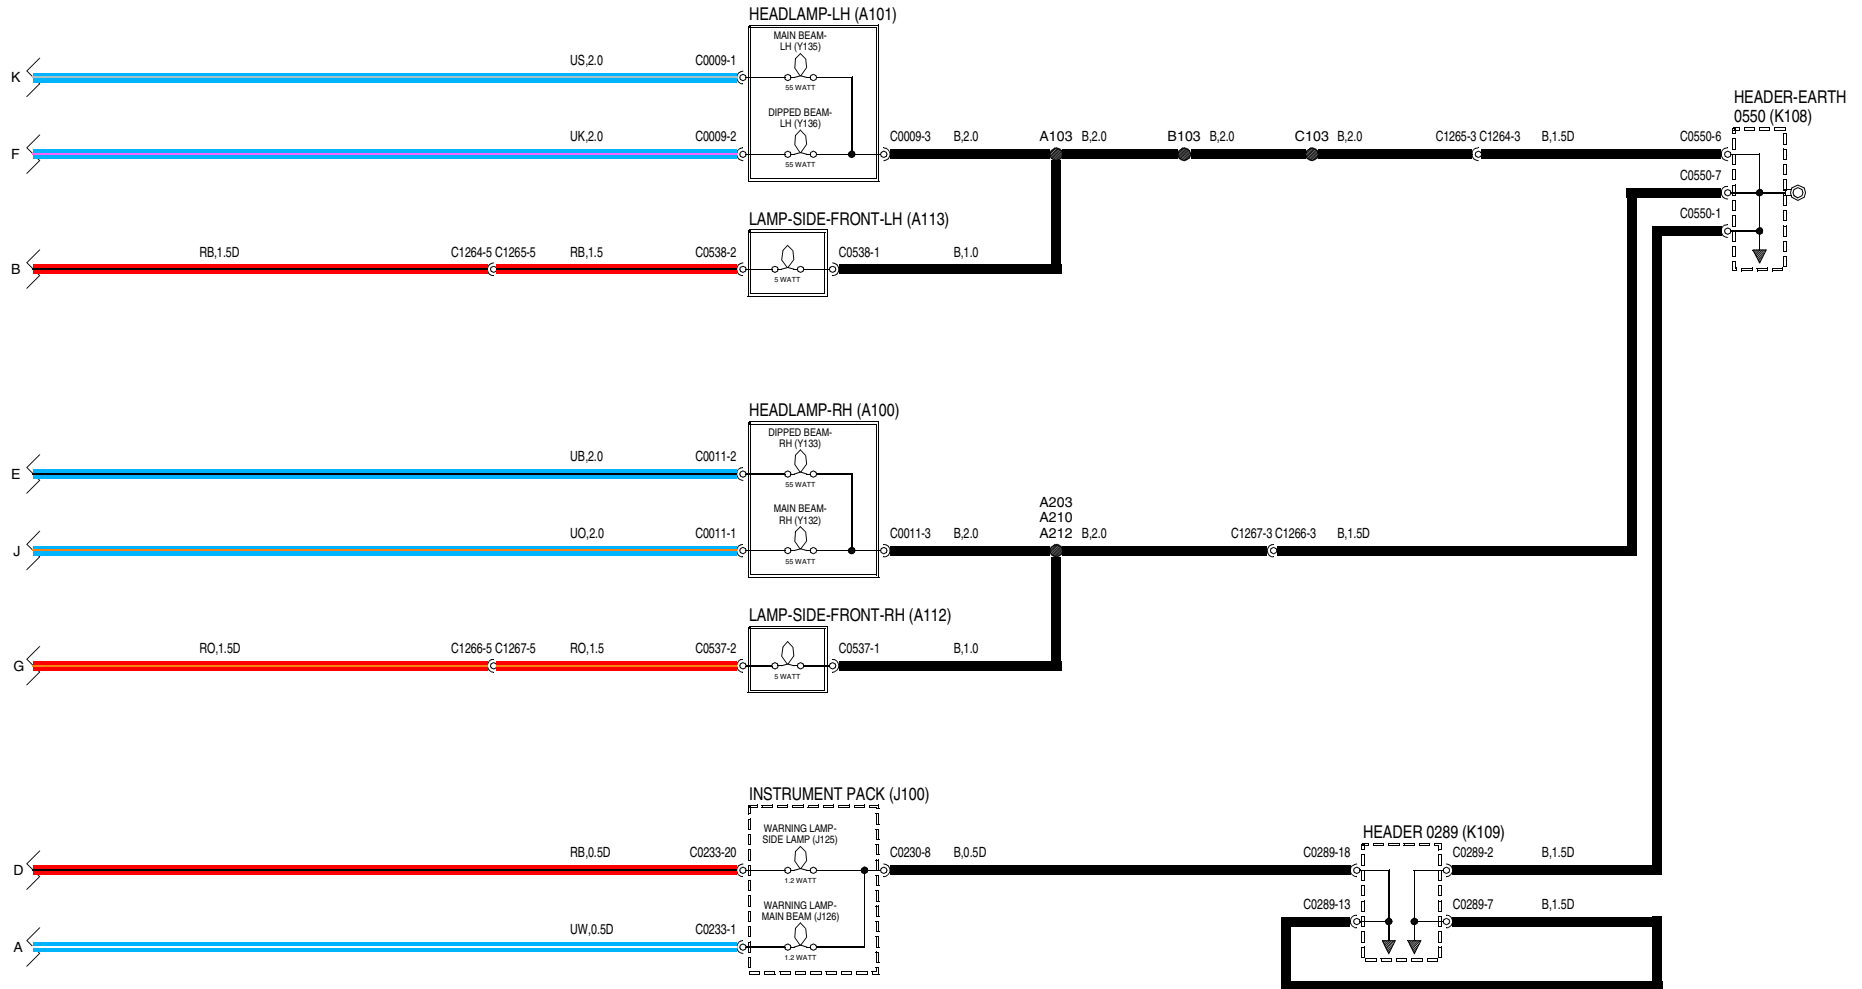 HEADLAMP-LH (A101)
MAIN BEAM-
LH (Y135)
K
US,2.0
C0009-1
55 WATT
HEADER-EARTH
0550 (K108)
DIPPED BEAM-
LH (Y136)
F
UK,2.0
C0009-2
55 WATT
C0009-3
B,2.0
A103
B,2.0
B103
B,2.0
C103
B,2.0
C1265-3 C1264-3
B,1.5D
C0550-6
C0550-7
C0550-1
LAMP-SIDE-FRONT-LH (A113)
B
RB,1.5D
C1264-5 C1265-5
RB,1.5
C0538-2
5 WATT
C0538-1
B,1.0
HEADLAMP-RH (A100)
DIPPED BEAM-
RH (Y133)
E
UB,2.0
C0011-2
55 WATT
MAIN BEAM-
RH (Y132)
J
UO,2.0
C0011-1
55 WATT
C0011-3
B,2.0
A203
A210
A212
B,2.0
C1267-3 C1266-3
B,1.5D
LAMP-SIDE-FRONT-RH (A112)
G
RO,1.5D
C1266-5 C1267-5
RO,1.5
C0537-2
5 WATT
C0537-1
B,1.0
INSTRUMENT PACK (J100)
WARNING LAMP-
SIDE LAMP (J125)
D
RB,0.5D
C0233-20
1.2 WATT
C0230-8
B,0.5D
HEADER 0289 (K109)
C0289-18
C0289-2
B,1.5D
WARNING LAMP-
MAIN BEAM (J126)
A
UW,0.5D
C0233-1
1.2 WATT
C0289-13
C0289-7
B,1.5D